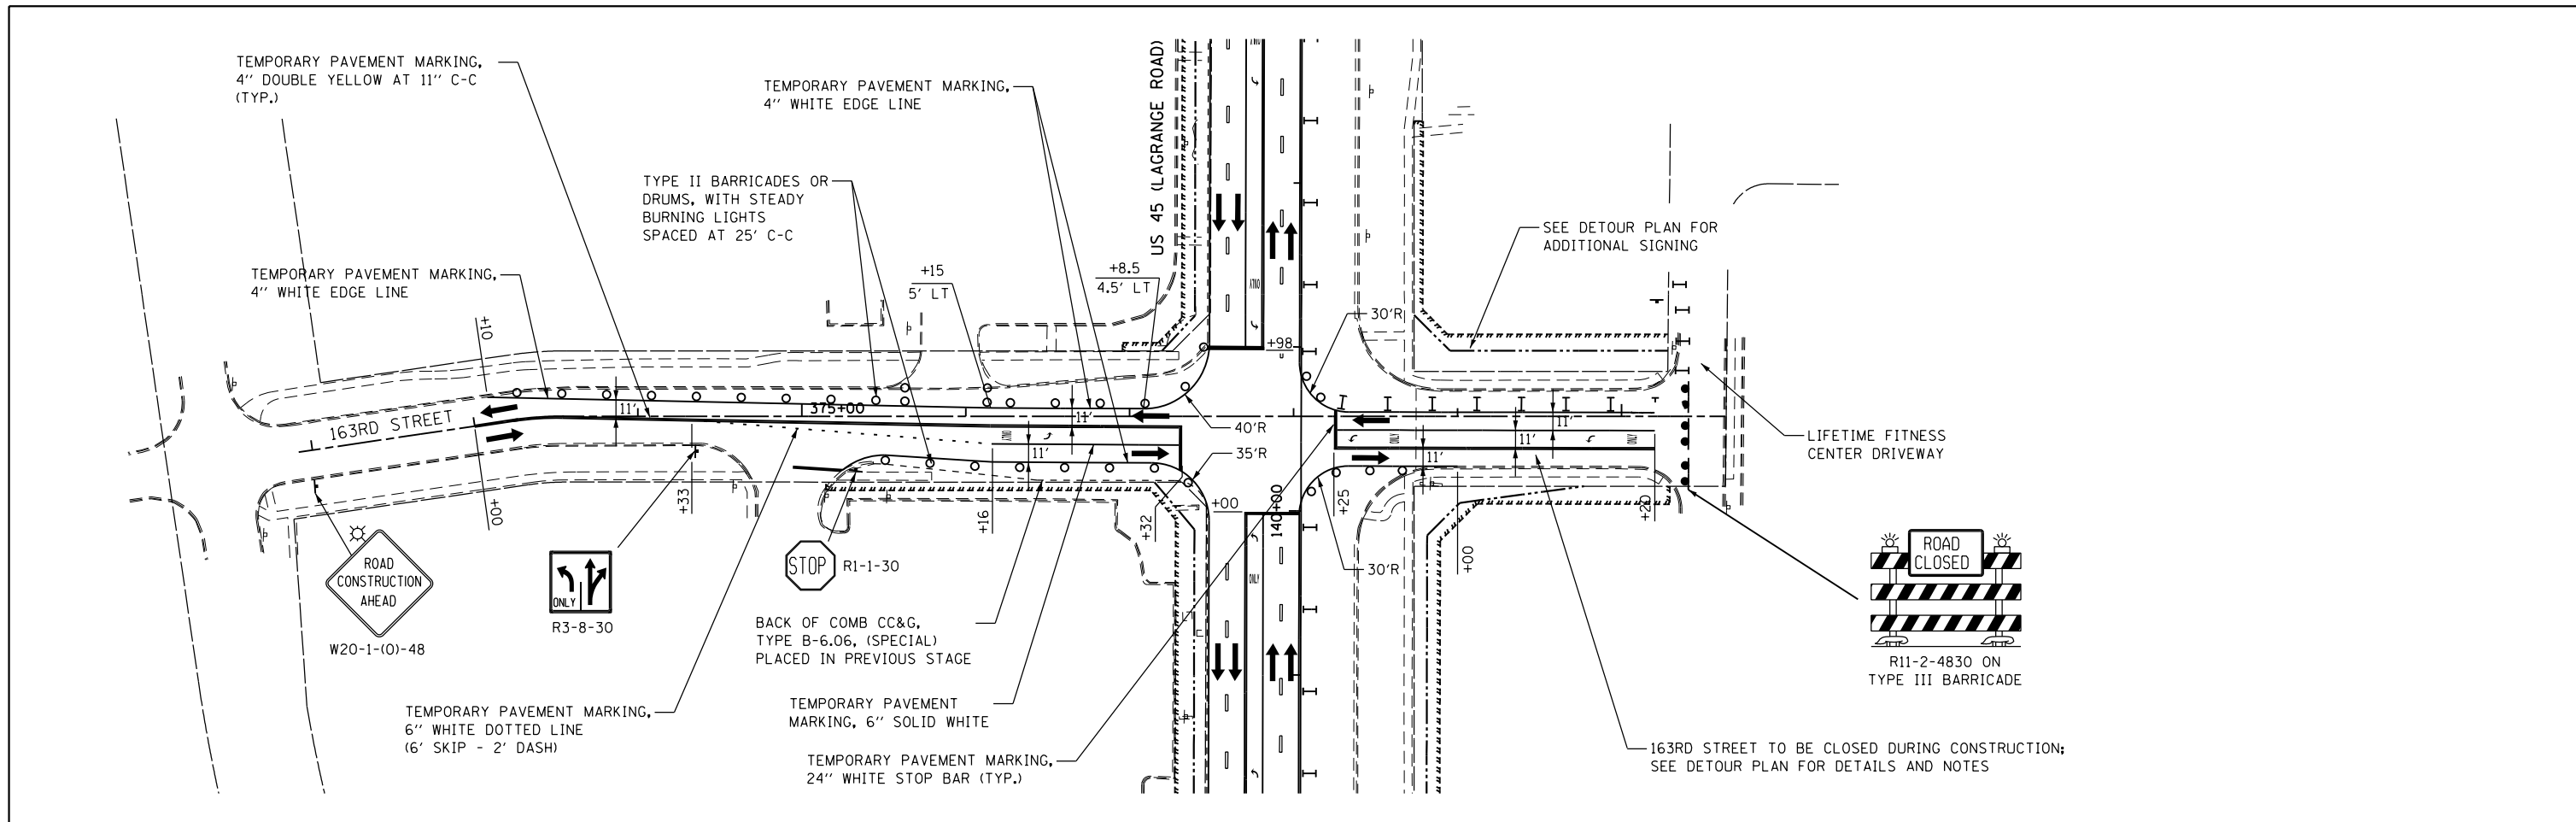 TEMPORARY PAVEMENT MARKING,
4'' DOUBLE YELLOW AT 11'' C-C
(TYP.)
TEMPORARY PAVEMENT MARKING,
4'' WHITE EDGE LINE
US 45 (LAGRANGE ROAD)
ONLY
TYPE II BARRICADES OR
DRUMS, WITH STEADY
BURNING LIGHTS
SPACED AT 25' C-C
SEE DETOUR PLAN FOR
ADDITIONAL SIGNING
TEMPORARY PAVEMENT MARKING,
4'' WHITE EDGE LINE
+15
5' LT
+8.5
4.5' LT
ONLY
30'R
+10
+98
163RD STREET
11'
375+00
11'
11'
40'R
ONLY
11'
35'R
ONLY
ONLY
11'
11'
LIFETIME FITNESS
CENTER DRIVEWAY
+00
+33
+16
+32
+00
140+00
+25
+00
+20
ROAD
CONSTRUCTION
AHEAD
W20-1-(O)-48
ONLY
R3-8-30
STOP
R1-1-30
ONLY
30'R
ROAD
CLOSED
R11-2-4830 ON
TYPE III BARRICADE
BACK OF COMB CC&G,
TYPE B-6.06, (SPECIAL)
PLACED IN PREVIOUS STAGE
TEMPORARY PAVEMENT MARKING,
6'' WHITE DOTTED LINE
(6' SKIP - 2' DASH)
TEMPORARY PAVEMENT
MARKING, 6'' SOLID WHITE
TEMPORARY PAVEMENT MARKING,
24'' WHITE STOP BAR (TYP.)
163RD STREET TO BE CLOSED DURING CONSTRUCTION;
SEE DETOUR PLAN FOR DETAILS AND NOTES